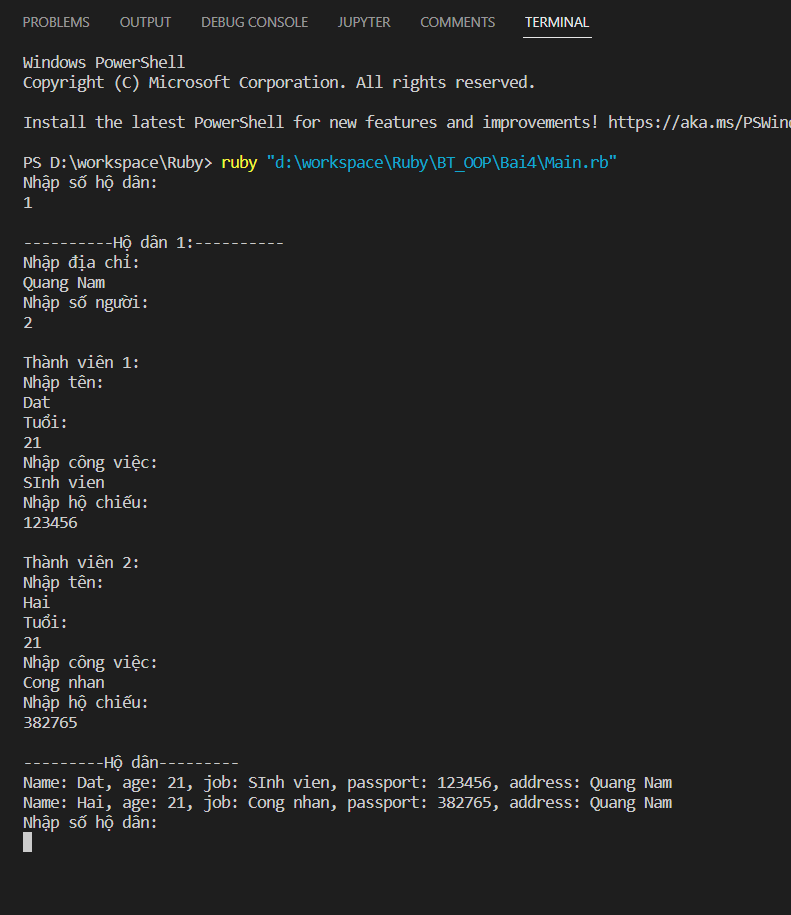 PROBLEMS OUTPUT DEBUG CONSOLE JUPYTER COMMENTS TERMINAL
Windows PowerShell
Copyright (C) Microsoft Corporation. All rights reserved.
Install the latest PowerShell for new features and improvements! https://aka.ms/PSWind
PS D:\workspace\Ruby> ruby "d:\workspace\Ruby\BT_OOP\Bai4\Main.rb"
Nhập số hộ dân:
1
----------Hộ dân 1:----------
Nhập địa chỉ:
Quang Nam
Nhập số người:
2
Thành viên 1:
Nhập tên:
Dat
Tuổi:
21
Nhập công việc:
SInh vien
Nhập hộ chiếu:
123456
Thành viên 2:
Nhập tên:
Hai
Tuổi:
21
Nhập công việc:
Cong nhan
Nhập hộ chiếu:
382765
---------Hộ dân---------
Name: Dat, age: 21, job: SInh vien, passport: 123456, address: Quang Nam
Name: Hai, age: 21, job: Cong nhan, passport: 382765, address: Quang Nam
Nhập số hộ dân: